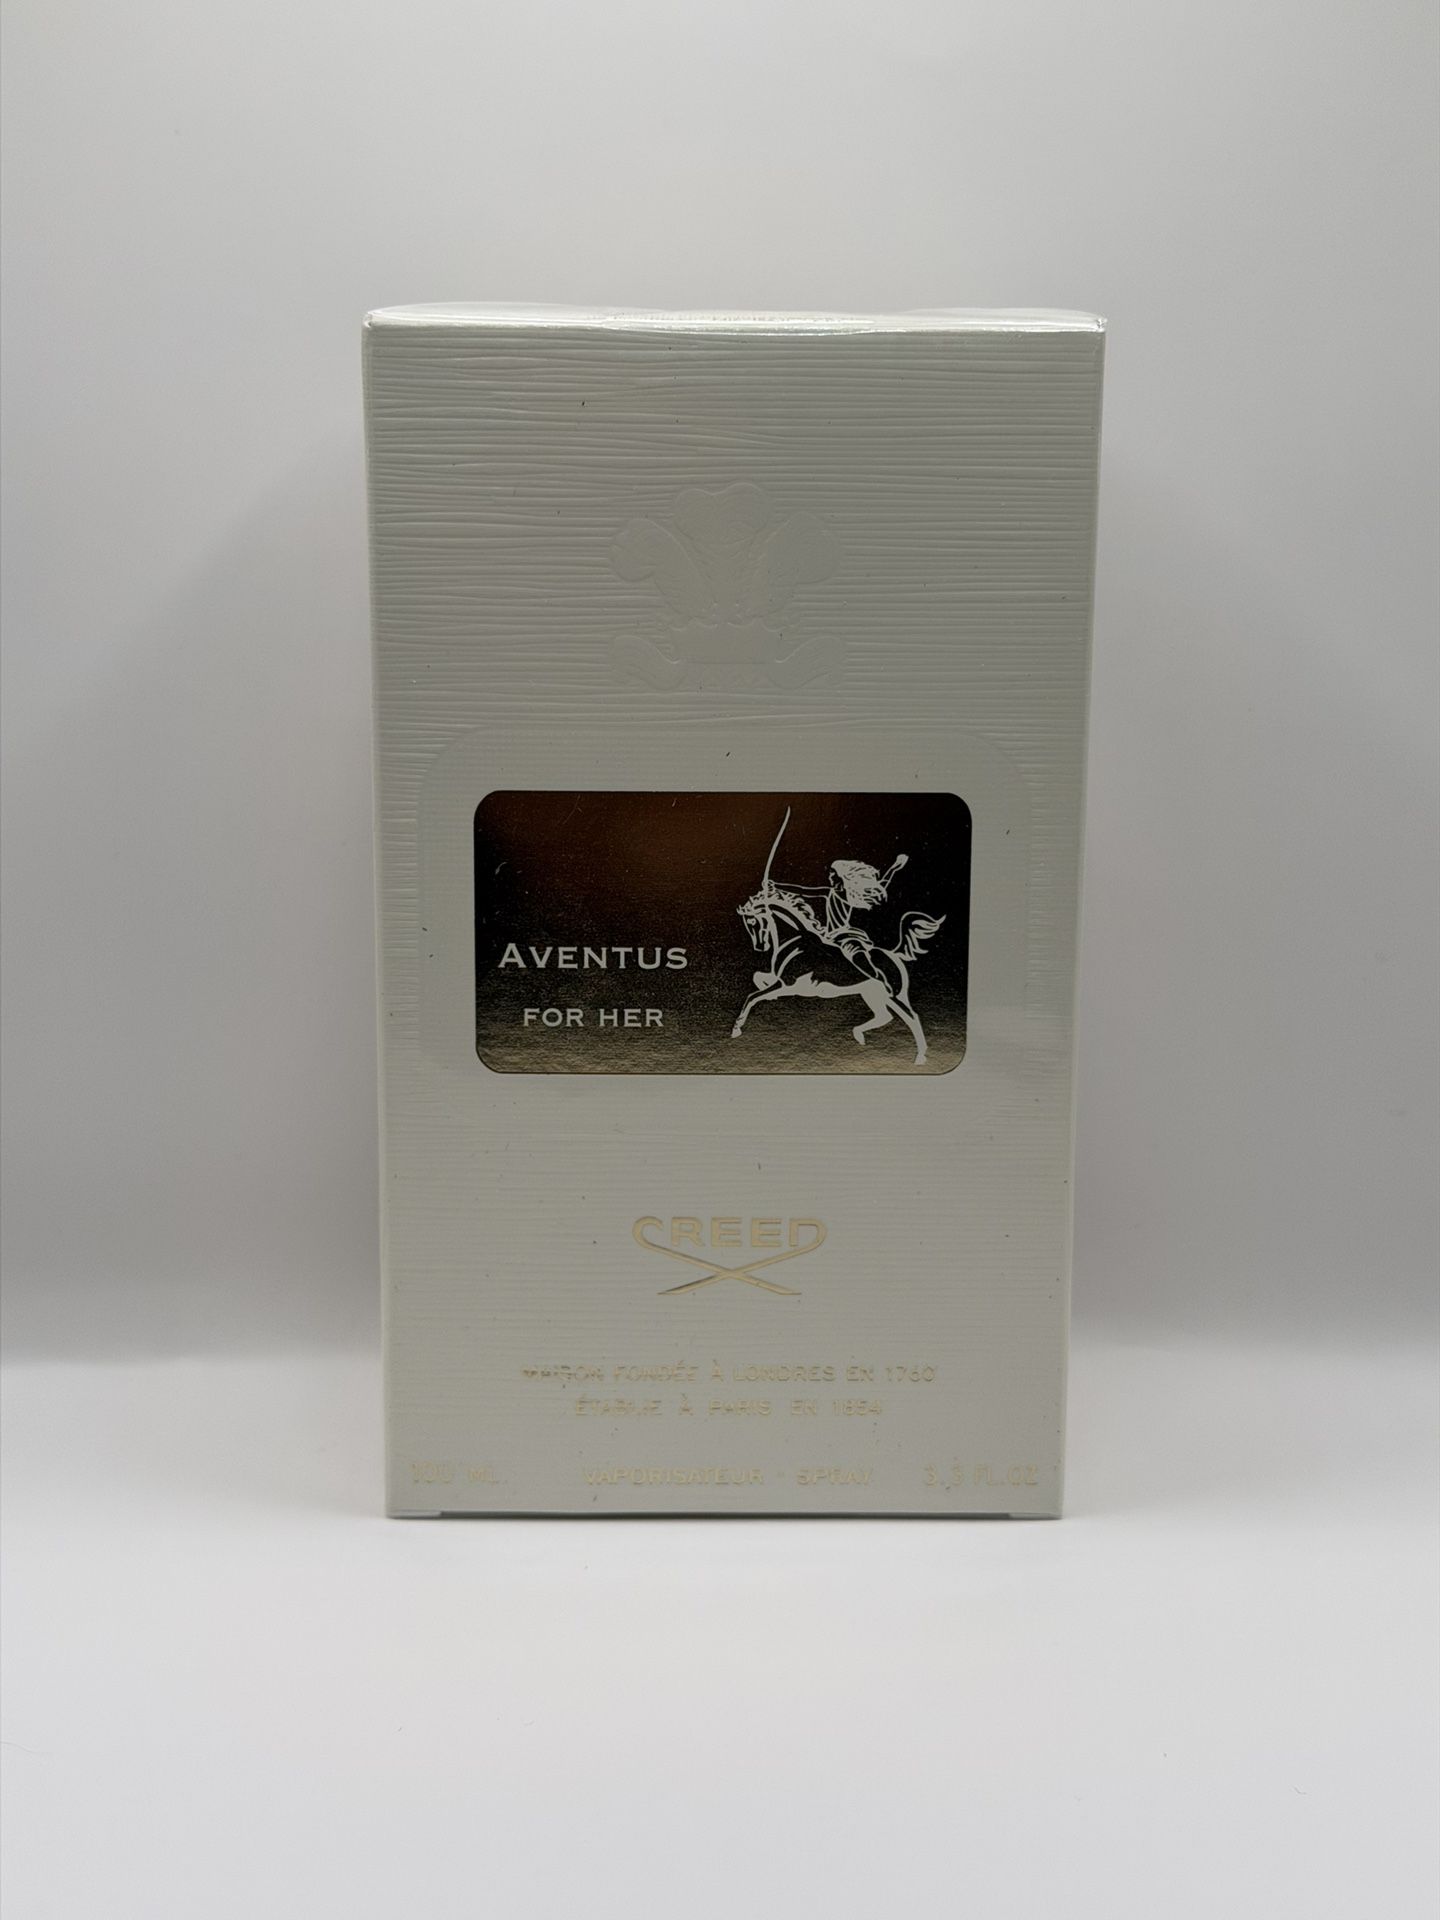 AVENTUS
FOR HER
CREED
MAISON FONDÉE À LONDRES EN 1760
ÉTABLIE À PARIS EN 1854
100 ML. VAPORISATEUR - SPRAY 3.3 FL.OZ